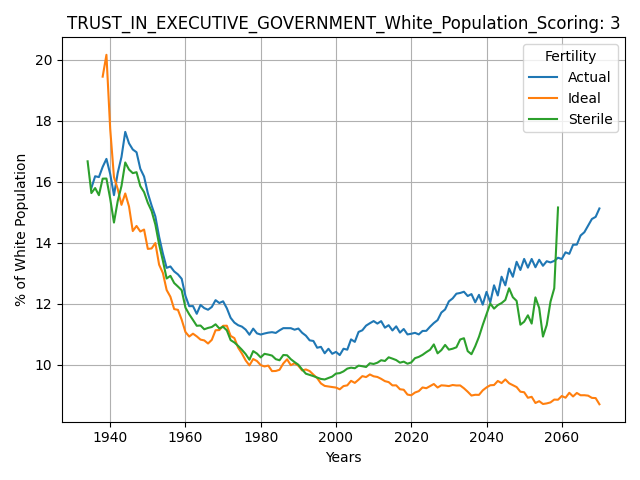 TRUST_IN_EXECUTIVE_GOVERNMENT_White_Population_Scoring: 3
Fertility
Actual
Ideal
Sterile
% of White Population
20
18
16
14
12
10
1940 1960 1980 2000 2020 2040 2060
Years